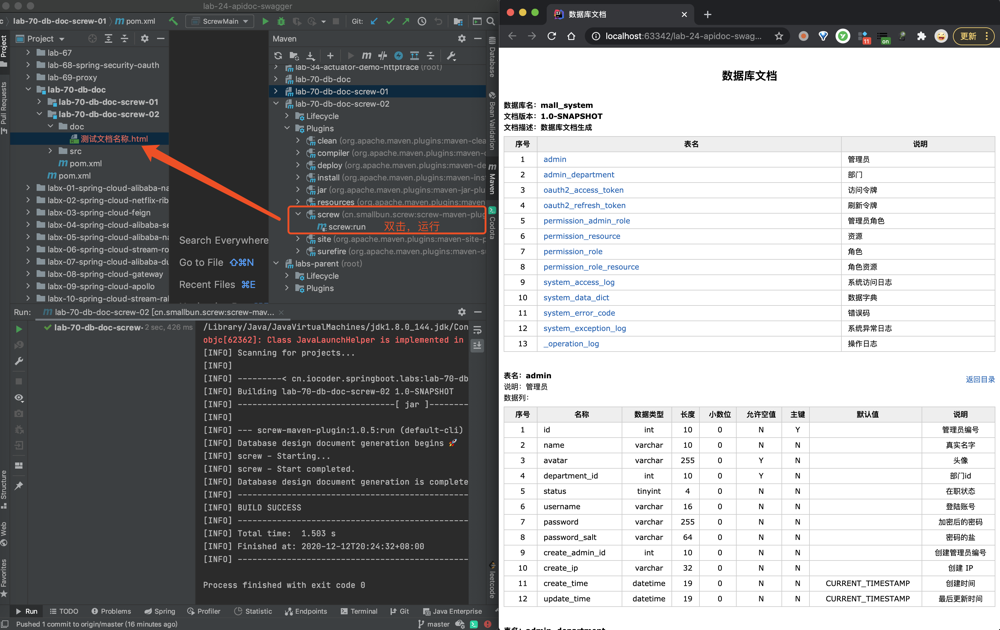 lab-24-apidoc-swagger
lab-70-db-doc-screw-01
pom.xml
ScrewMain
Git:
Project
lab-67
lab-68-spring-security-oauth
lab-69-proxy
lab-70-db-doc
lab-70-db-doc-screw-01
lab-70-db-doc-screw-02
doc
测试文档名称.html
src
pom.xml
pom.xml
labx-01-spring-cloud-alibaba-na
labx-02-spring-cloud-netflix-rib
labx-03-spring-cloud-feign
labx-04-spring-cloud-alibaba-se
labx-05-spring-cloud-alibaba-na
labx-06-spring-cloud-alibaba-ro
labx-07-spring-cloud-alibaba-du
labx-08-spring-cloud-gateway
labx-09-spring-cloud-apollo
labx-10-spring-cloud-stream-ral
Project
Pull Requests
Structure
Web
Favorites
Search Everywhere
Go to File ⇧⌘N
Recent Files ⌘E
Maven
lab-34-actuator-demo-httptrace (root)
lab-70-db-doc
lab-70-db-doc-screw-01
lab-70-db-doc-screw-02
Lifecycle
Plugins
clean (org.apache.maven.plugins:maven-clea
compiler (org.apache.maven.plugins:maven-c
deploy (org.apache.maven.plugins:maven-de
install (org.apache.maven.plugins:maven-ins
jar (org.apache.maven.plugins:maven-jar-plu
resources (org.apache.maven.plugins:maven
screw (cn.smallbun.screw:screw-maven-plug
screw:run
双击，运行
site (org.apache.maven.plugins:maven-site-p
surefire (org.apache.maven.plugins:maven-s
labs-parent (root)
Lifecycle
Plugins
Database
Bean Validation
Maven
Codota
leetcode
Run:
lab-70-db-doc-screw-02 [cn.smallbun.screw:screw-mav...
lab-70-db-doc-screw- 2 sec, 426 ms
/Library/Java/JavaVirtualMachines/jdk1.8.0_144.jdk/Con
objc[62362]: Class JavaLaunchHelper is implemented in
[INFO] Scanning for projects...
[INFO]
[INFO] ---------< cn.iocoder.springboot.labs:lab-70-db
[INFO] Building lab-70-db-doc-screw-02 1.0-SNAPSHOT
[INFO] --------------------------------[ jar ]---------
[INFO]
[INFO] --- screw-maven-plugin:1.0.5:run (default-cli)
[INFO] Database design document generation begins 🚀
[INFO] screw - Starting...
[INFO] screw - Start completed.
[INFO] Database design document generation is complete
[INFO] ------------------------------------------------
[INFO] BUILD SUCCESS
[INFO] ------------------------------------------------
[INFO] Total time:  1.503 s
[INFO] Finished at: 2020-12-12T20:24:32+08:00
[INFO] ------------------------------------------------
Process finished with exit code 0
Run TODO Problems Spring Profiler Statistic Endpoints Terminal Git Java Enterprise
Pushed 1 commit to origin/master (16 minutes ago)
master
数据库文档
localhost:63342/lab-24-apidoc-swag...
11
on
更新
数据库文档
数据库名: mall_system
文档版本: 1.0-SNAPSHOT
文档描述: 数据库文档生成
序号 表名 说明
1 admin 管理员
2 admin_department 部门
3 oauth2_access_token 访问令牌
4 oauth2_refresh_token 刷新令牌
5 permission_admin_role 管理员角色
6 permission_resource 资源
7 permission_role 角色
8 permission_role_resource 角色资源
9 system_access_log 系统访问日志
10 system_data_dict 数据字典
11 system_error_code 错误码
12 system_exception_log 系统异常日志
13 _operation_log 操作日志
表名: admin
返回目录
说明: 管理员
数据列:
序号 名称 数据类型 长度 小数位 允许空值 主键 默认值 说明
1 id int 10 0 N Y 管理员编号
2 name varchar 10 0 N N 真实名字
3 avatar varchar 255 0 Y N 头像
4 department_id int 10 0 Y N 部门id
5 status tinyint 4 0 N N 在职状态
6 username varchar 16 0 N N 登陆账号
7 password varchar 255 0 N N 加密后的密码
8 password_salt varchar 64 0 N N 密码的盐
9 create_admin_id int 10 0 N N 创建管理员编号
10 create_ip varchar 32 0 N N 创建 IP
11 create_time datetime 19 0 N N CURRENT_TIMESTAMP 创建时间
12 update_time datetime 19 0 N N CURRENT_TIMESTAMP 最后更新时间
表名: admin_department